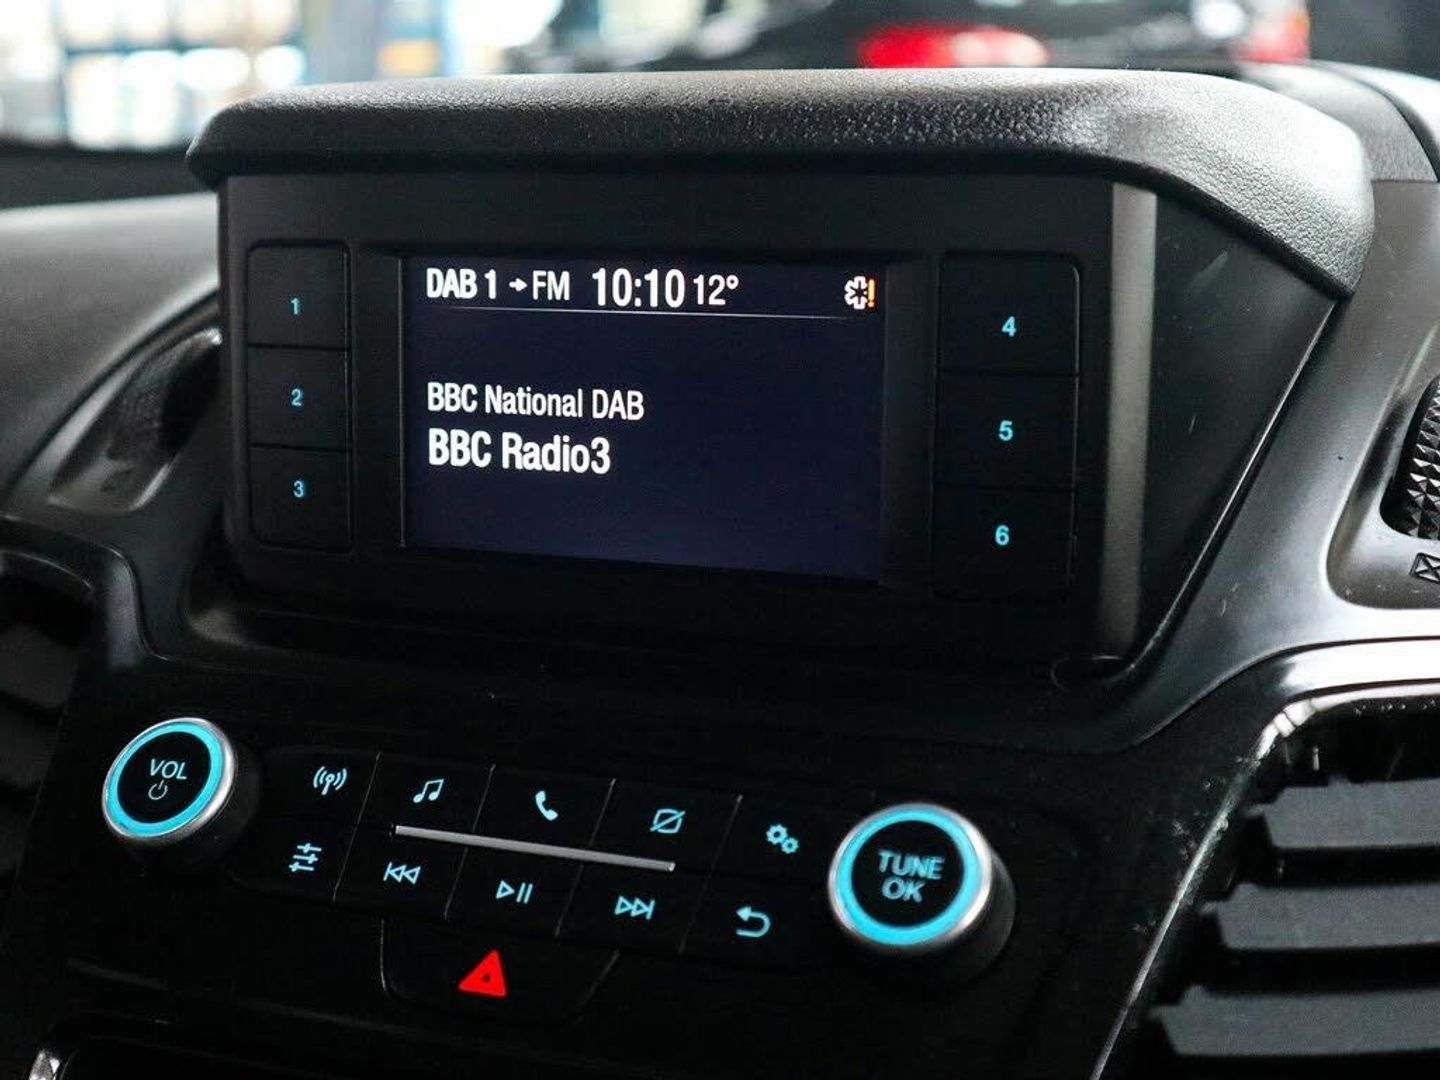 DAB 1 → FM 10:10 12°
BBC National DAB
BBC Radio3
1
2
3
4
5
6
VOL
TUNE
OK